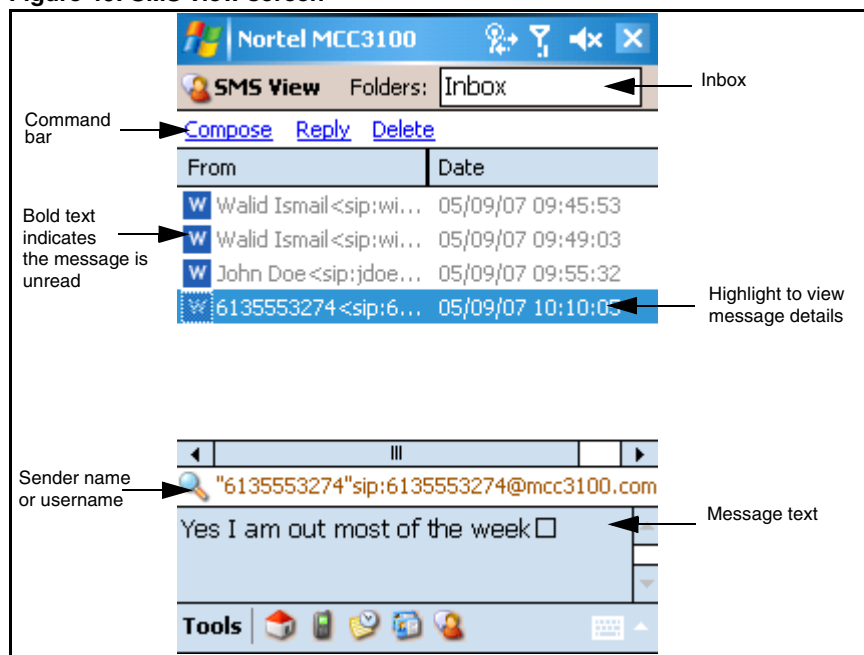 Nortel MCC3100
SMS View Folders: Inbox
Inbox
Command bar
Compose Reply Delete
From Date
Bold text
indicates
the message is
unread
W Walid Ismail<sip:wi... 05/09/07 09:45:53
W Walid Ismail<sip:wi... 05/09/07 09:49:03
W John Doe<sip:jdoe... 05/09/07 09:55:32
W 6135553274<sip:6... 05/09/07 10:10:05
Highlight to view
message details
Sender name
or username
"6135553274"sip:6135553274@mcc3100.com
Yes I am out most of the week
Message text
Tools